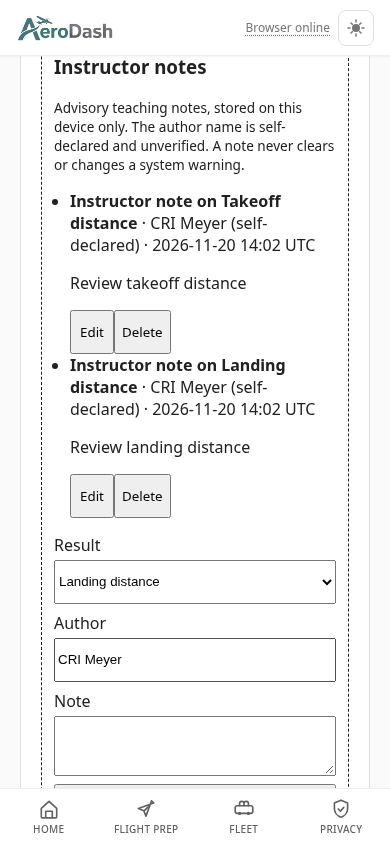 AeroDash
Browser online
Instructor notes
Advisory teaching notes, stored on this
device only. The author name is self-
declared and unverified. A note never clears
or changes a system warning.
Instructor note on Takeoff
distance · CRI Meyer (self-
declared) · 2026-11-20 14:02 UTC
Review takeoff distance
Edit Delete
Instructor note on Landing
distance · CRI Meyer (self-
declared) · 2026-11-20 14:02 UTC
Review landing distance
Edit Delete
Result
Landing distance
Author
CRI Meyer
Note
HOME FLIGHT PREP FLEET PRIVACY